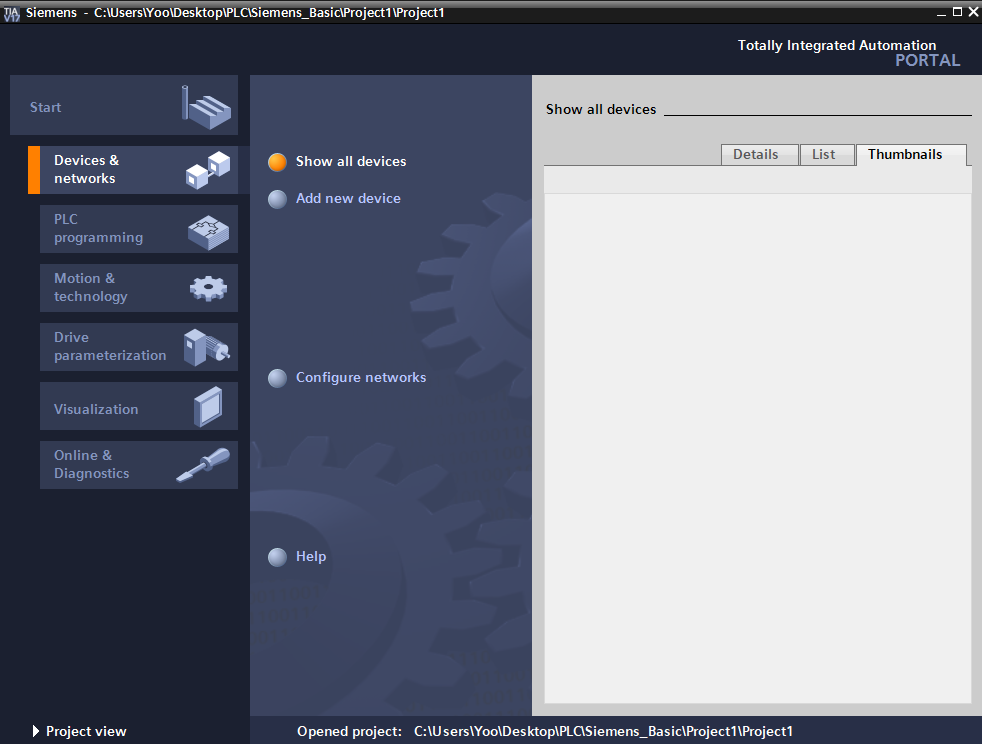 TIA
V17
Siemens - C:\Users\Yoo\Desktop\PLC\Siemens_Basic\Project1\Project1
Totally Integrated Automation
PORTAL
Start
Devices &
networks
PLC
programming
Motion &
technology
Drive
parameterization
Visualization
Online &
Diagnostics
Show all devices
Add new device
Configure networks
Help
Show all devices
Details
List
Thumbnails
Project view
Opened project: C:\Users\Yoo\Desktop\PLC\Siemens_Basic\Project1\Project1